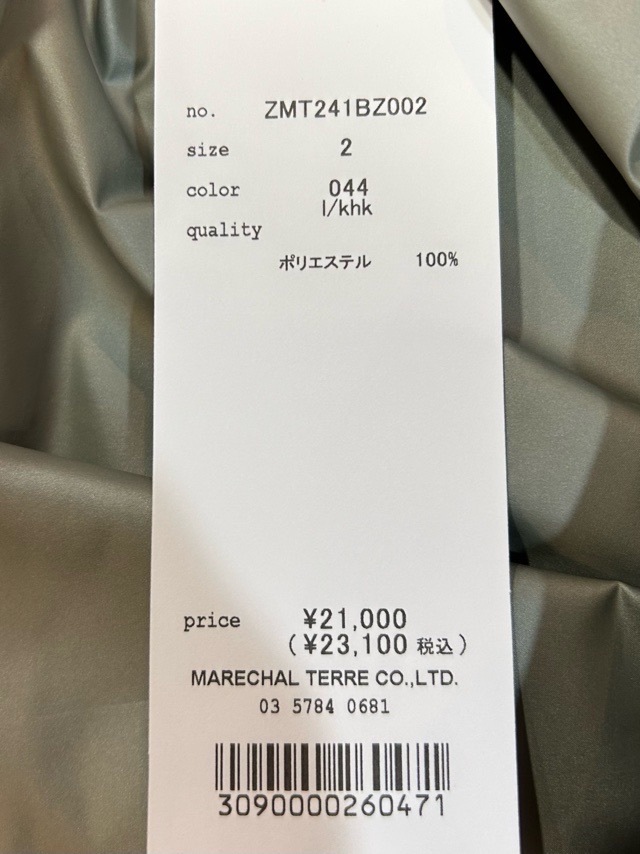 no. ZMT241BZ002
size 2
color 044
l/khk
quality
ポリエステル 100%
price ¥21,000
(¥23,100 税込)
MARECHAL TERRE CO.,LTD.
03 5784 0681
3090000260471